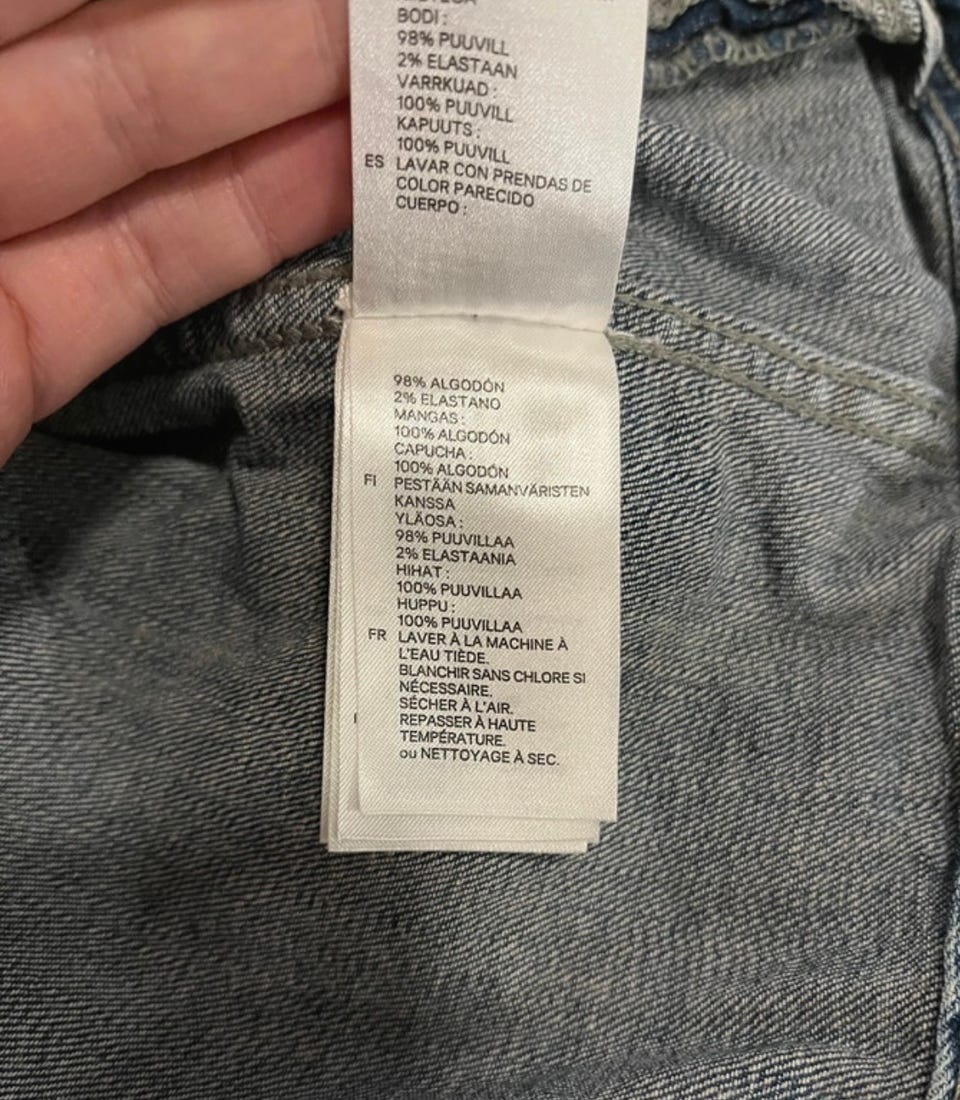 BODI :
98% PUUVILL
2% ELASTAAN
VARRKUAD :
100% PUUVILL
KAPUUTS :
100% PUUVILL
ES LAVAR CON PRENDAS DE
COLOR PARECIDO
CUERPO :
98% ALGODÓN
2% ELASTANO
MANGAS :
100% ALGODÓN
CAPUCHA :
100% ALGODÓN
FI PESTÄÄN SAMANVÄRISTEN
KANSSA
YLÄOSA :
98% PUUVILLAA
2% ELASTAANIA
HIHAT :
100% PUUVILLAA
HUPPU :
100% PUUVILLAA
FR LAVER À LA MACHINE À
L'EAU TIÈDE.
BLANCHIR SANS CHLORE SI
NÉCESSAIRE.
SÉCHER À L'AIR.
REPASSER À HAUTE
TEMPÉRATURE.
ou NETTOYAGE À SEC.